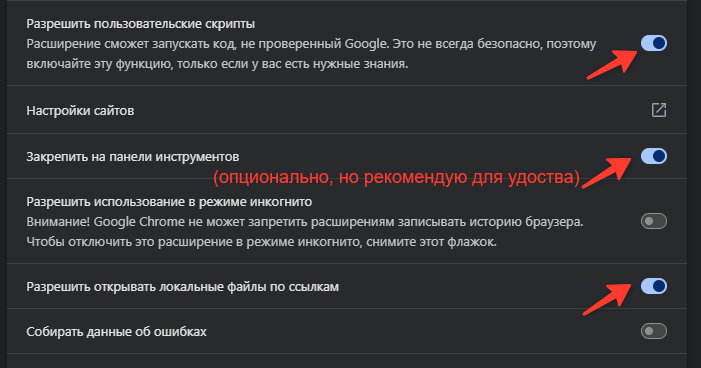 Разрешить пользовательские скрипты
Расширение сможет запускать код, не проверенный Google. Это не всегда безопасно, поэтому
включайте эту функцию, только если у вас есть нужные знания.
Настройки сайтов
Закрепить на панели инструментов
(опционально, но рекомендую для удоства)
Разрешить использование в режиме инкогнито
Внимание! Google Chrome не может запретить расширениям записывать историю браузера.
Чтобы отключить это расширение в режиме инкогнито, снимите этот флажок.
Разрешить открывать локальные файлы по ссылкам
Собирать данные об ошибках